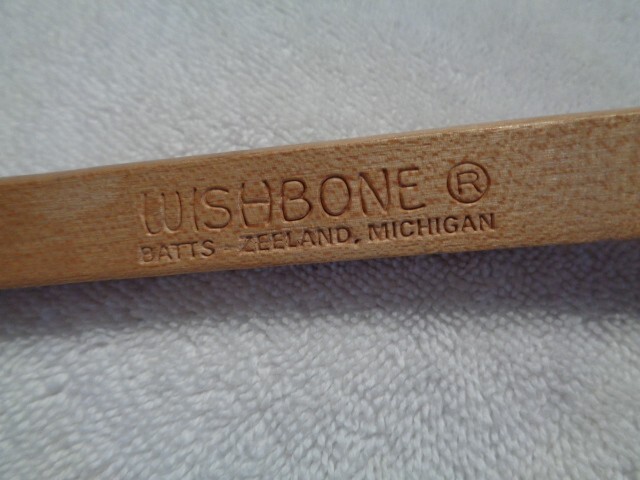 WISHBONE ®
BATTS - ZEELAND, MICHIGAN